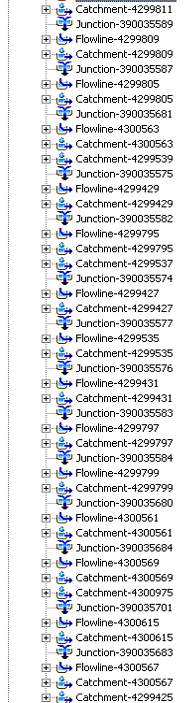 Catchment-4299811
Junction-390035589
Flowline-4299809
Catchment-4299809
Junction-390035587
Flowline-4299805
Catchment-4299805
Junction-390035681
Flowline-4300563
Catchment-4300563
Catchment-4299539
Junction-390035575
Flowline-4299429
Catchment-4299429
Junction-390035582
Flowline-4299795
Catchment-4299795
Catchment-4299537
Junction-390035574
Flowline-4299427
Catchment-4299427
Junction-390035577
Flowline-4299535
Catchment-4299535
Junction-390035576
Flowline-4299431
Catchment-4299431
Junction-390035583
Flowline-4299797
Catchment-4299797
Junction-390035584
Flowline-4299799
Catchment-4299799
Junction-390035680
Flowline-4300561
Catchment-4300561
Junction-390035684
Flowline-4300569
Catchment-4300569
Catchment-4300975
Junction-390035701
Flowline-4300615
Catchment-4300615
Junction-390035683
Flowline-4300567
Catchment-4300567
Catchment-4299425